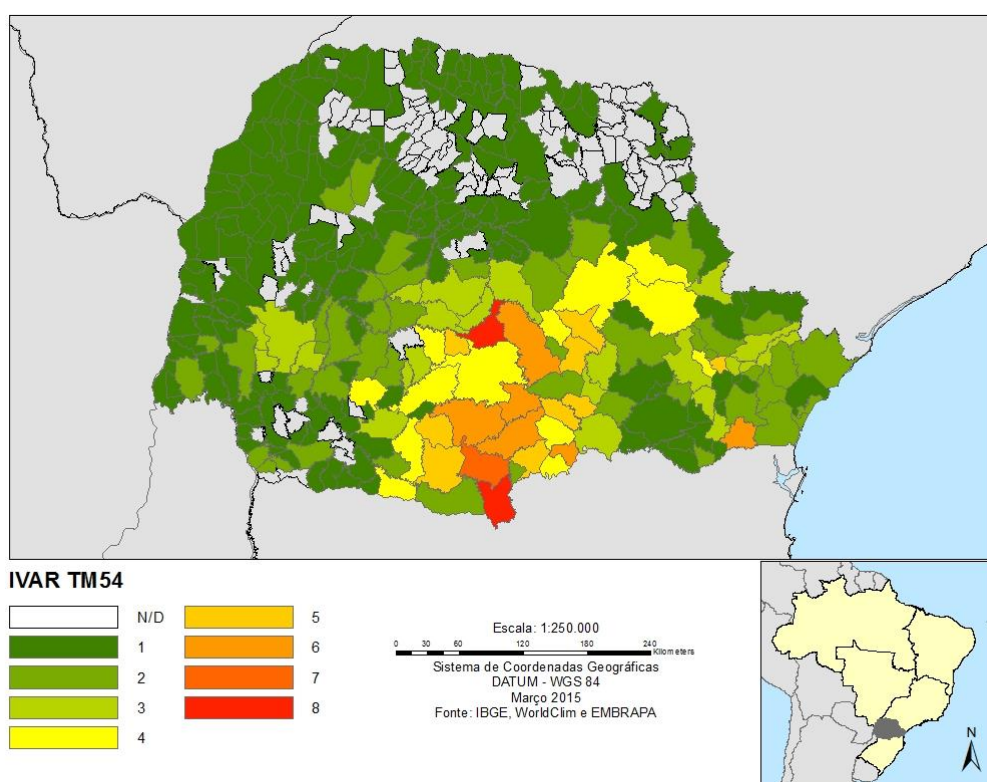 IVAR TM54
N/D
1
2
3
4
5
6
7
8
Escala: 1:250.000
0 30 60 120 180 240
Kilometers
Sistema de Coordenadas Geográficas
DATUM - WGS 84
Março 2015
Fonte: IBGE, WorldClim e EMBRAPA
N